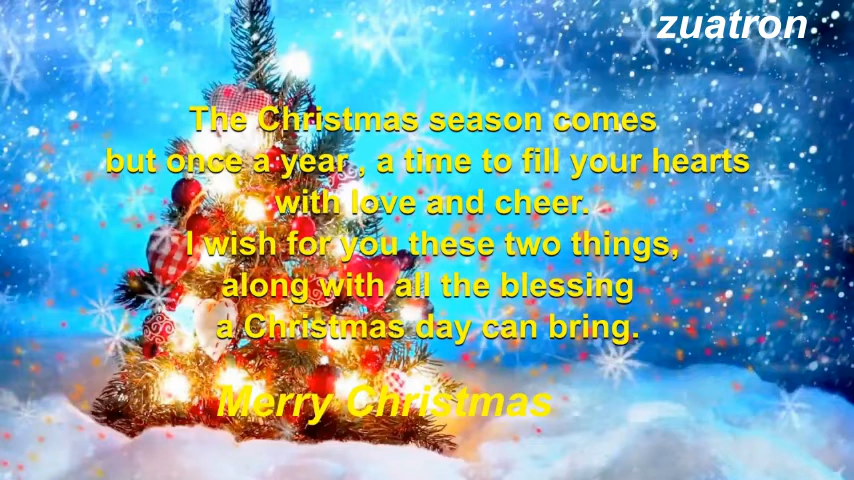 zuatron
The Christmas season comes
but once a year , a time to fill your hearts
with love and cheer.
I wish for you these two things,
along with all the blessing
a Christmas day can bring.
Merry Christmas